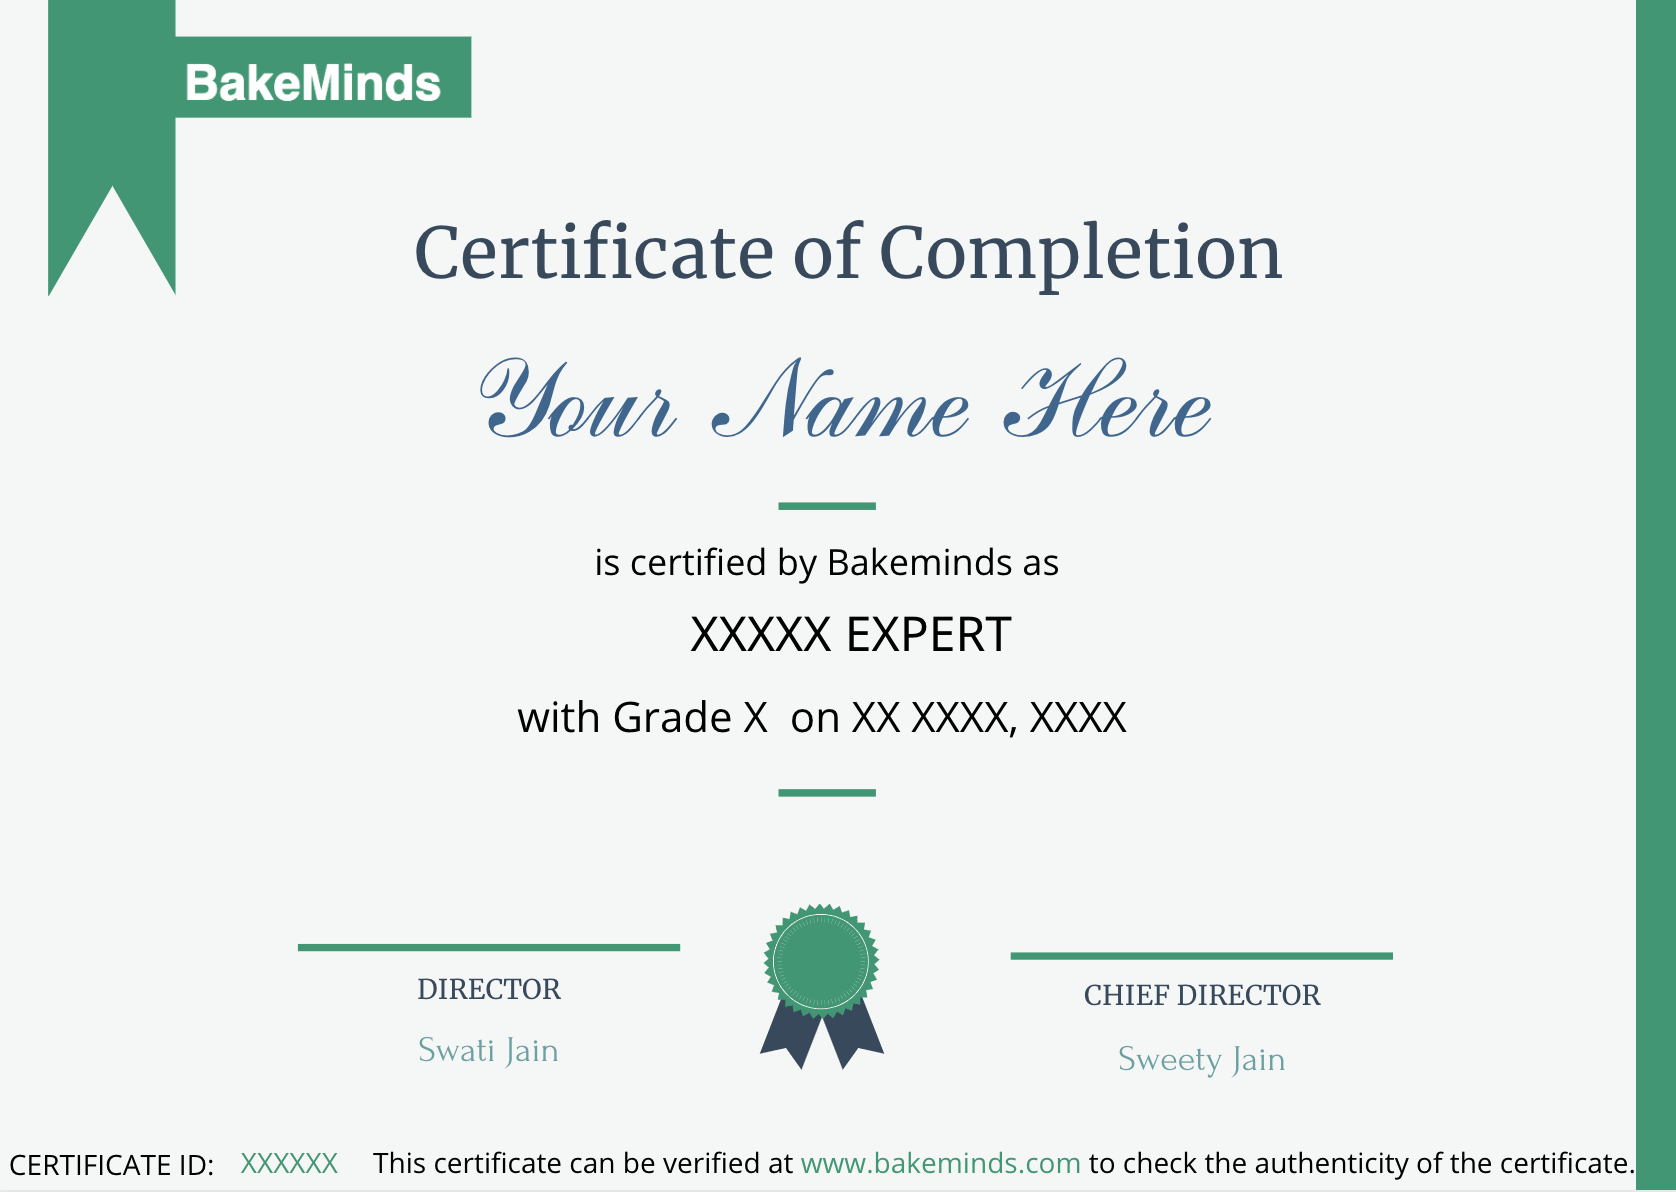 BakeMinds
Certificate of Completion
Your Name Here
is certified by Bakeminds as
XXXXX EXPERT
with Grade X  on XX XXXX, XXXX
DIRECTOR
Swati Jain
CHIEF DIRECTOR
Sweety Jain
CERTIFICATE ID: XXXXXX This certificate can be verified at www.bakeminds.com to check the authenticity of the certificate.